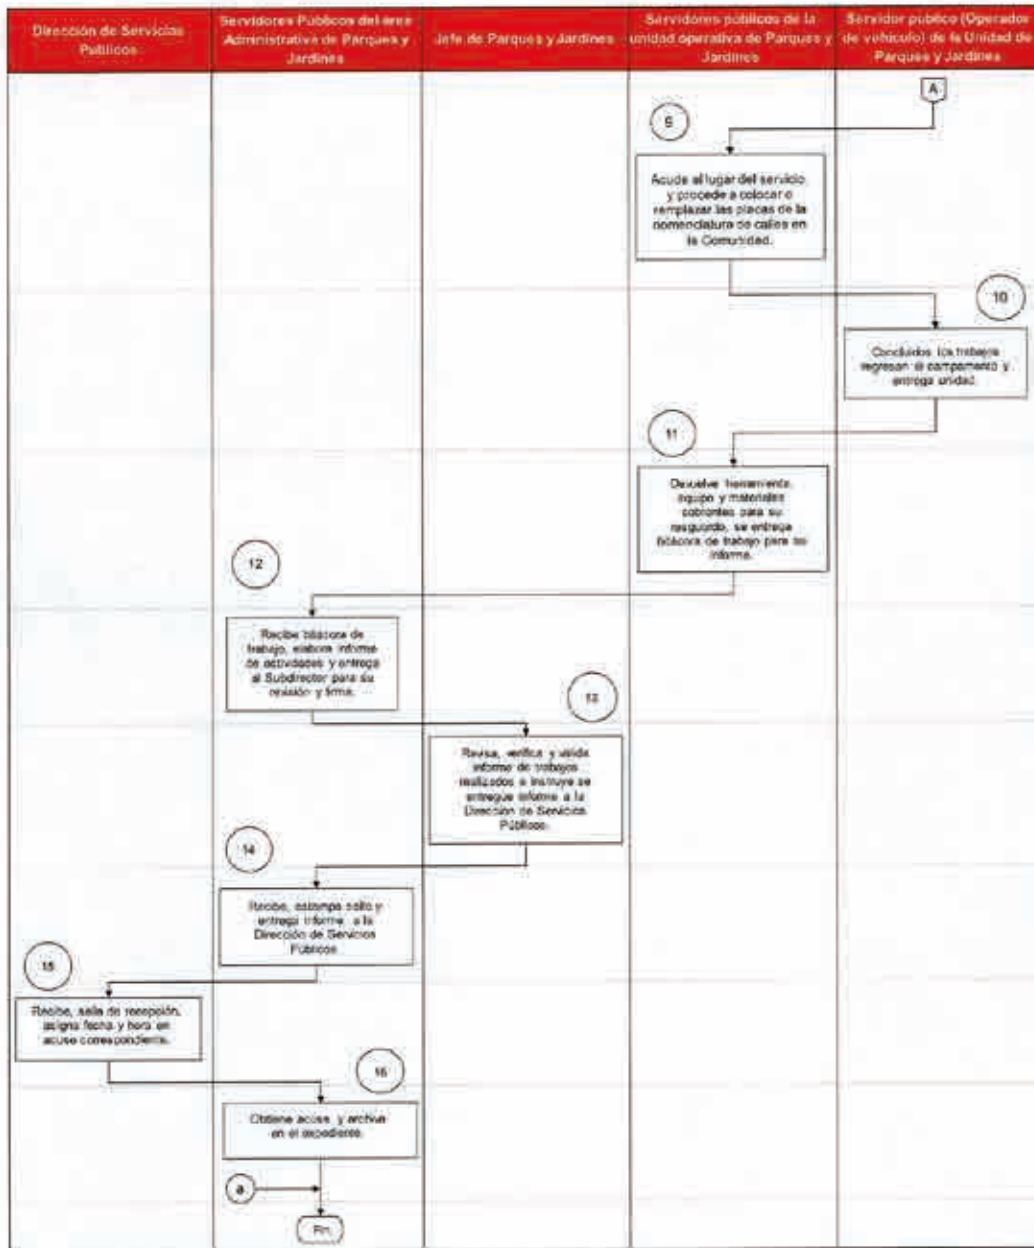 Dirección de Servicios
Públicos
Servidores Públicos del área
Administrativa de Parques y
Jardines
Jefe de Parques y Jardines
Servidores públicos de la
unidad operativa de Parques y
Jardines
Servidor público (Operador
de vehículo) de la Unidad de
Parques y Jardines
A
9
Acude al lugar del servicio,
y procede a colocar o
remplazar las placas de la
nomenclatura de calles en
la Comunidad.
10
Concluidos los trabajos
regresan al campamento y
entrega unidad.
11
Devuelve herramienta,
equipo y materiales
sobrantes para su
resguardo, se entrega
bitácora de trabajo para su
informe.
12
Recibe bitácora de
trabajo, elabora informe
de actividades y entrega
al Subdirector para su
revisión y firma.
13
Revisa, verifica y valida
informe de trabajos
realizados e instruye se
entregue informe a la
Dirección de Servicios
Públicos.
14
Recibe, estampa sello y
entrega informe a la
Dirección de Servicios
Públicos
15
Recibe, sella de recepción,
asigna fecha y hora en
acuse correspondiente.
16
Obtiene acuse y archiva
en el expediente.
a
Fin